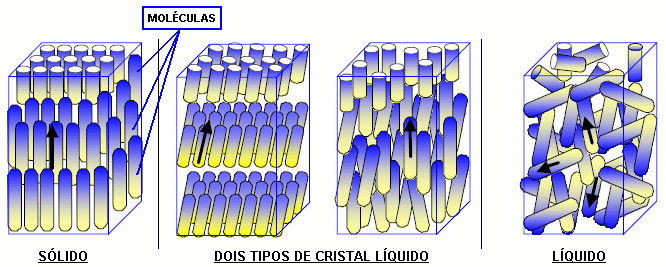 MOLÉCULAS
SÓLIDO
DOIS TIPOS DE CRISTAL LÍQUIDO
LÍQUIDO